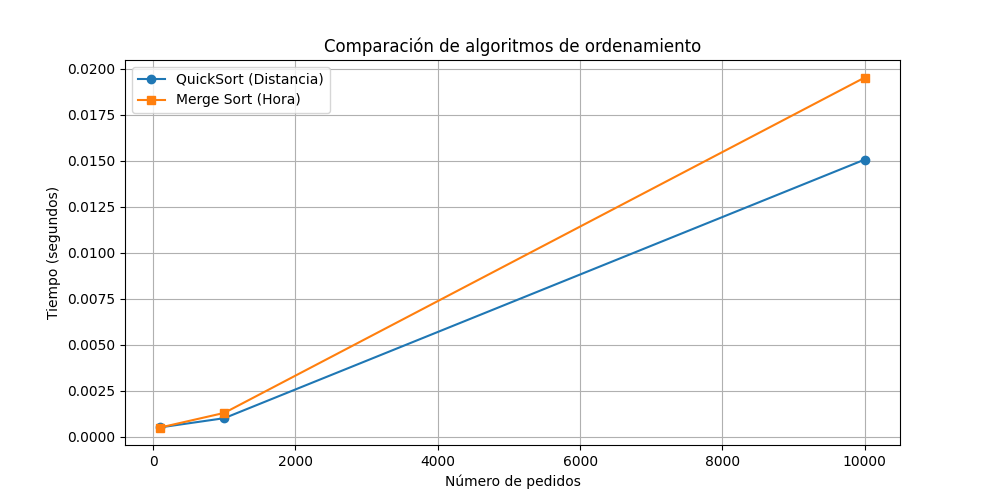 Comparación de algoritmos de ordenamiento
QuickSort (Distancia)
Merge Sort (Hora)
0.0200
0.0175
0.0150
0.0125
0.0100
0.0075
0.0050
0.0025
0.0000
Tiempo (segundos)
0 2000 4000 6000 8000 10000
Número de pedidos